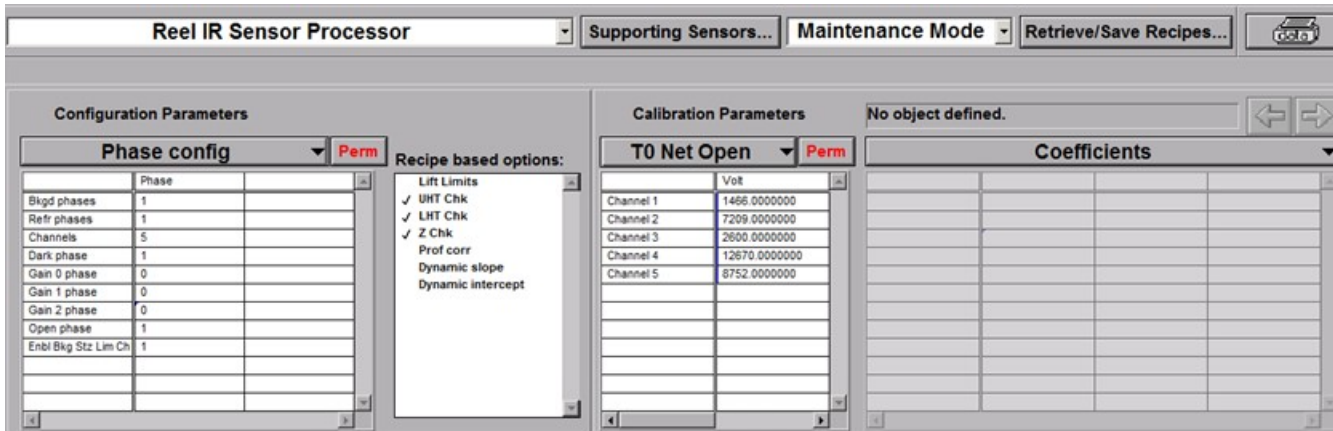 Reel IR Sensor Processor Supporting Sensors... Maintenance Mode Retrieve/Save Recipes... data
Configuration Parameters
Phase config Perm
Phase
Bkgd phases 1
Refr phases 1
Channels 5
Dark phase 1
Gain 0 phase 0
Gain 1 phase 0
Gain 2 phase 0
Open phase 1
Enbl Bkg Stz Lim Ch 1
Recipe based options:
Lift Limits
✓ UHT Chk
✓ LHT Chk
✓ Z Chk
Prof corr
Dynamic slope
Dynamic intercept
Calibration Parameters
T0 Net Open Perm
Volt
Channel 1 1466.0000000
Channel 2 7209.0000000
Channel 3 2600.0000000
Channel 4 12670.0000000
Channel 5 8752.0000000
No object defined.
Coefficients